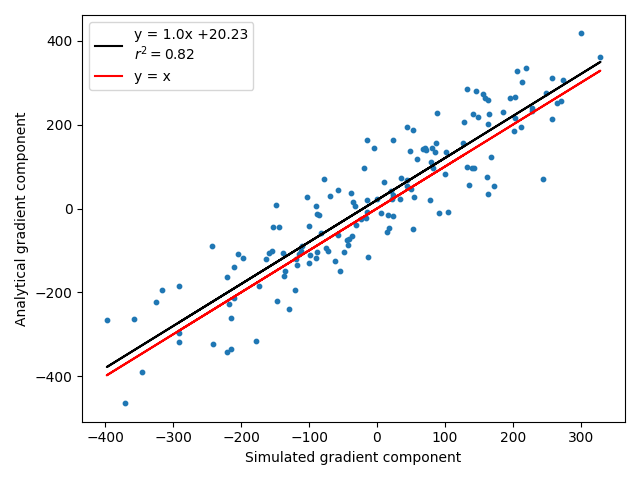 y = 1.0x +20.23
r² = 0.82
y = x
400
200
0
−200
−400
Analytical gradient component
−400 −300 −200 −100 0 100 200 300
Simulated gradient component